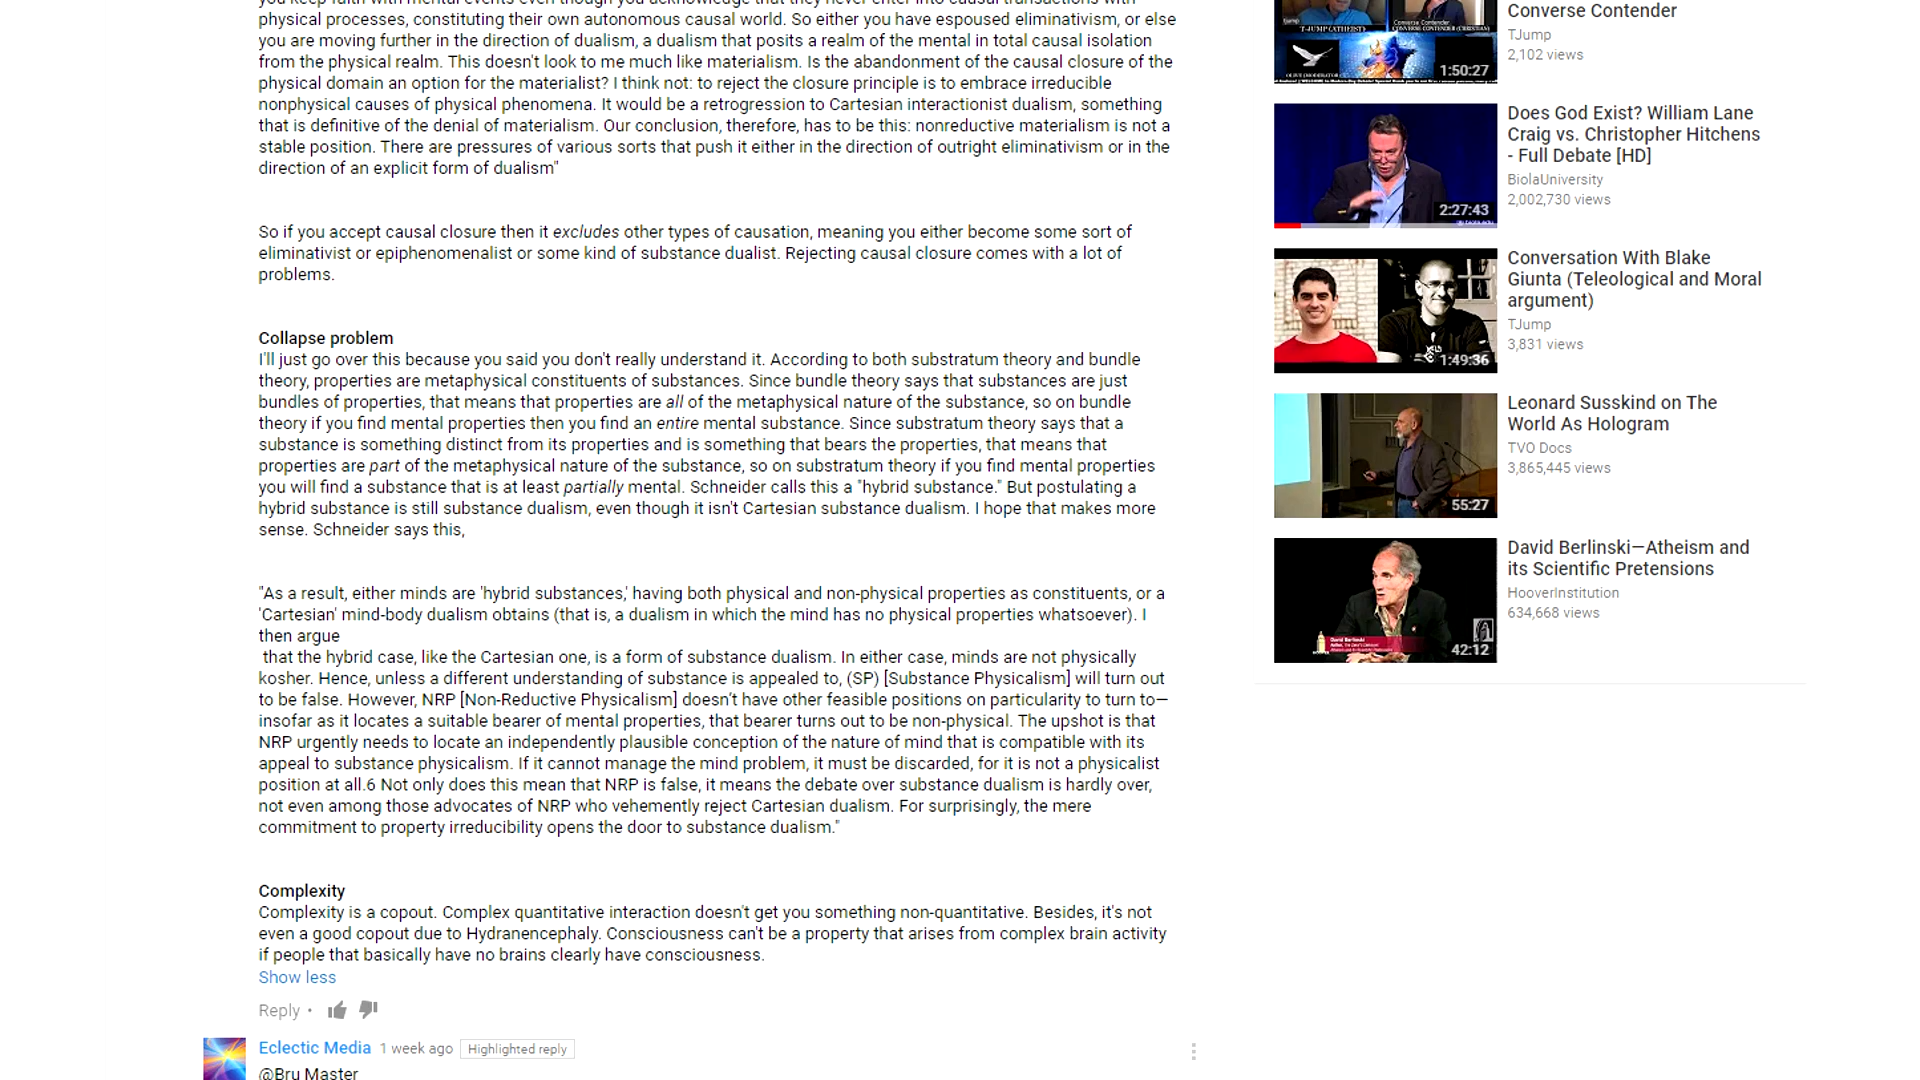 you keep faith with mental events even though you acknowledge that they never enter into causal transactions with
physical processes, constituting their own autonomous causal world. So either you have espoused eliminativism, or else
you are moving further in the direction of dualism, a dualism that posits a realm of the mental in total causal isolation
from the physical realm. This doesn't look to me much like materialism. Is the abandonment of the causal closure of the
physical domain an option for the materialist? I think not: to reject the closure principle is to embrace irreducible
nonphysical causes of physical phenomena. It would be a retrogression to Cartesian interactionist dualism, something
that is definitive of the denial of materialism. Our conclusion, therefore, has to be this: nonreductive materialism is not a
stable position. There are pressures of various sorts that push it either in the direction of outright eliminativism or in the
direction of an explicit form of dualism"
So if you accept causal closure then it excludes other types of causation, meaning you either become some sort of
eliminativist or epiphenomenalist or some kind of substance dualist. Rejecting causal closure comes with a lot of
problems.
Collapse problem
I'll just go over this because you said you don't really understand it. According to both substratum theory and bundle
theory, properties are metaphysical constituents of substances. Since bundle theory says that substances are just
bundles of properties, that means that properties are all of the metaphysical nature of the substance, so on bundle
theory if you find mental properties then you find an entire mental substance. Since substratum theory says that a
substance is something distinct from its properties and is something that bears the properties, that means that
properties are part of the metaphysical nature of the substance, so on substratum theory if you find mental properties
you will find a substance that is at least partially mental. Schneider calls this a "hybrid substance." But postulating a
hybrid substance is still substance dualism, even though it isn't Cartesian substance dualism. I hope that makes more
sense. Schneider says this,
"As a result, either minds are 'hybrid substances,' having both physical and non-physical properties as constituents, or a
'Cartesian' mind-body dualism obtains (that is, a dualism in which the mind has no physical properties whatsoever). I
then argue
that the hybrid case, like the Cartesian one, is a form of substance dualism. In either case, minds are not physically
kosher. Hence, unless a different understanding of substance is appealed to, (SP) [Substance Physicalism] will turn out
to be false. However, NRP [Non-Reductive Physicalism] doesn't have other feasible positions on particularity to turn to—
insofar as it locates a suitable bearer of mental properties, that bearer turns out to be non-physical. The upshot is that
NRP urgently needs to locate an independently plausible conception of the nature of mind that is compatible with its
appeal to substance physicalism. If it cannot manage the mind problem, it must be discarded, for it is not a physicalist
position at all.6 Not only does this mean that NRP is false, it means the debate over substance dualism is hardly over,
not even among those advocates of NRP who vehemently reject Cartesian dualism. For surprisingly, the mere
commitment to property irreducibility opens the door to substance dualism."
Complexity
Complexity is a copout. Complex quantitative interaction doesn't get you something non-quantitative. Besides, it's not
even a good copout due to Hydranencephaly. Consciousness can't be a property that arises from complex brain activity
if people that basically have no brains clearly have consciousness.
Show less
Reply •
Eclectic Media 1 week ago Highlighted reply
@Bru Master
T-JUMP (ATHEIST)
1:50:27
Converse Contender
TJump
2,102 views
2:27:43
Does God Exist? William Lane
Craig vs. Christopher Hitchens
- Full Debate [HD]
BiolaUniversity
2,002,730 views
1:49:36
Conversation With Blake
Giunta (Teleological and Moral
argument)
TJump
3,831 views
55:27
Leonard Susskind on The
World As Hologram
TVO Docs
3,865,445 views
David Berlinski
42:12
David Berlinski—Atheism and
its Scientific Pretensions
HooverInstitution
634,668 views